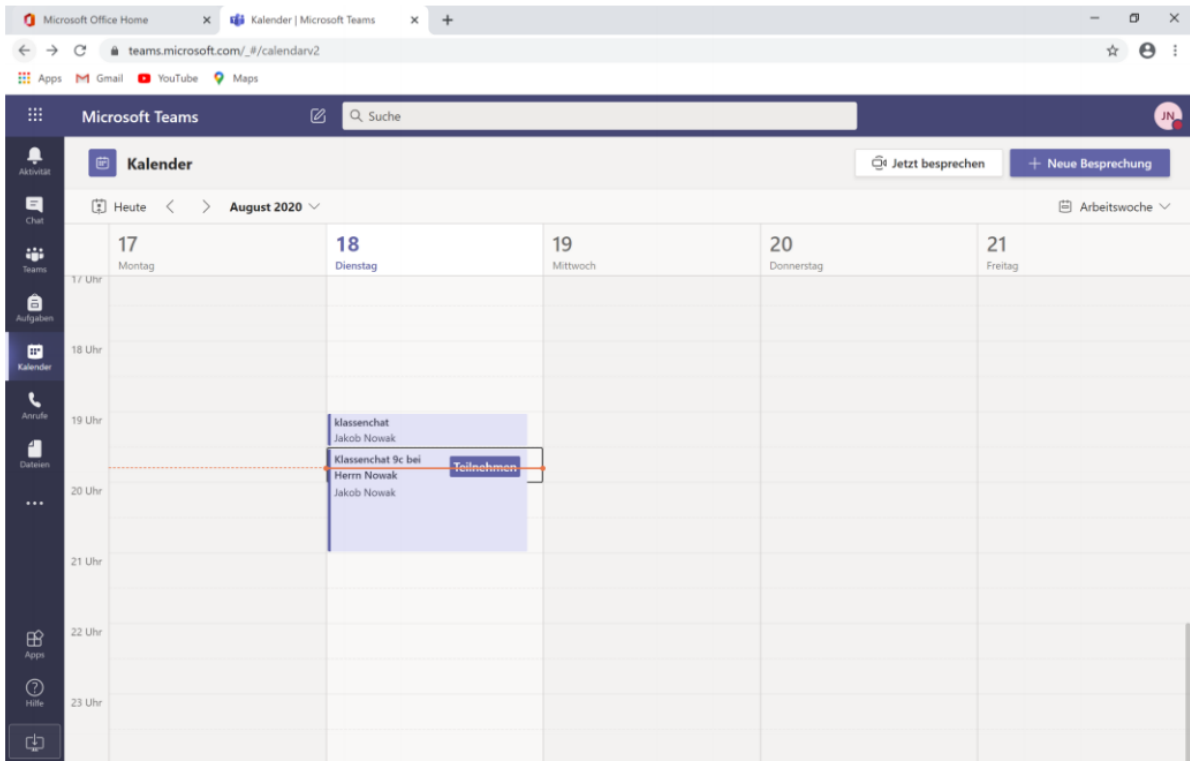 Microsoft Office Home
Kalender | Microsoft Teams
teams.microsoft.com/_#/calendarv2
Apps
Gmail
YouTube
Maps
Microsoft Teams
Suche
JN
Aktivität
Chat
Teams
Aufgaben
Kalender
Anrufe
Dateien
Apps
Hilfe
Kalender
Jetzt besprechen
+ Neue Besprechung
Heute
August 2020
Arbeitswoche
17
Montag
18
Dienstag
19
Mittwoch
20
Donnerstag
21
Freitag
17 Uhr
18 Uhr
19 Uhr
klassenchat
Jakob Nowak
Klassenchat 9c bei
Herrn Nowak
Jakob Nowak
Teilnehmen
20 Uhr
21 Uhr
22 Uhr
23 Uhr